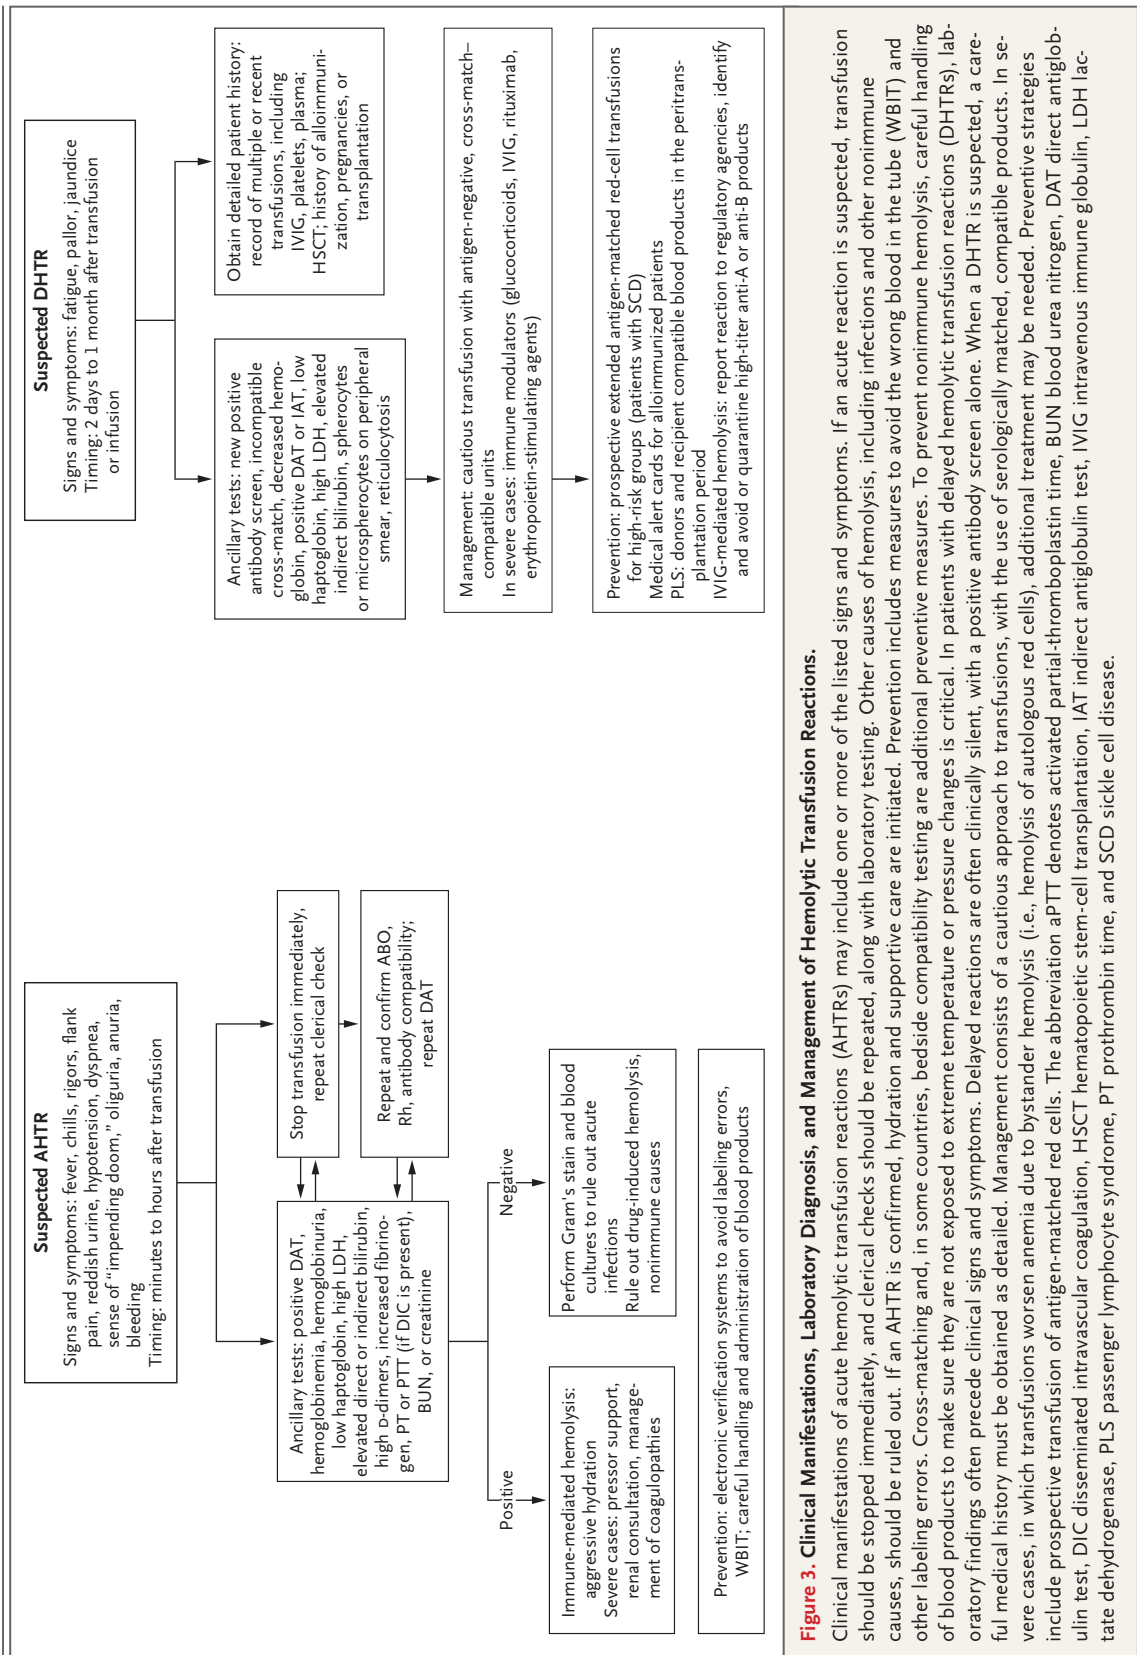 Suspected AHTR
Signs and symptoms: fever, chills, rigors, flank
pain, reddish urine, hypotension, dyspnea,
sense of “impending doom,” oliguria, anuria,
bleeding
Timing: minutes to hours after transfusion
Ancillary tests: positive DAT,
hemoglobinemia, hemoglobinuria,
low haptoglobin, high LDH,
elevated direct or indirect bilirubin,
high D-dimers, increased fibrino-
gen, PT or PTT (if DIC is present),
BUN, or creatinine
Stop transfusion immediately,
repeat clerical check
Repeat and confirm ABO,
Rh, antibody compatibility;
repeat DAT
Positive
Negative
Immune-mediated hemolysis:
aggressive hydration
Severe cases: pressor support,
renal consultation, manage-
ment of coagulopathies
Perform Gram's stain and blood
cultures to rule out acute
infections
Rule out drug-induced hemolysis,
nonimmune causes
Prevention: electronic verification systems to avoid labeling errors,
WBIT; careful handling and administration of blood products
Suspected DHTR
Signs and symptoms: fatigue, pallor, jaundice
Timing: 2 days to 1 month after transfusion
or infusion
Ancillary tests: new positive
antibody screen, incompatible
cross-match, decreased hemo-
globin, positive DAT or IAT, low
haptoglobin, high LDH, elevated
indirect bilirubin, spherocytes
or microspherocytes on peripheral
smear, reticulocytosis
Obtain detailed patient history:
record of multiple or recent
transfusions, including
IVIG, platelets, plasma;
HSCT; history of alloimmuni-
zation, pregnancies, or
transplantation
Management: cautious transfusion with antigen-negative, cross-match–
compatible units
In severe cases: immune modulators (glucocorticoids, IVIG, rituximab,
erythropoietin-stimulating agents)
Prevention: prospective extended antigen-matched red-cell transfusions
for high-risk groups (patients with SCD)
Medical alert cards for alloimmunized patients
PLS: donors and recipient compatible blood products in the peritrans-
plantation period
IVIG-mediated hemolysis: report reaction to regulatory agencies, identify
and avoid or quarantine high-titer anti-A or anti-B products
Figure 3. Clinical Manifestations, Laboratory Diagnosis, and Management of Hemolytic Transfusion Reactions.
Clinical manifestations of acute hemolytic transfusion reactions (AHTRs) may include one or more of the listed signs and symptoms. If an acute reaction is suspected, transfusion
should be stopped immediately, and clerical checks should be repeated, along with laboratory testing. Other causes of hemolysis, including infections and other nonimmune
causes, should be ruled out. If an AHTR is confirmed, hydration and supportive care are initiated. Prevention includes measures to avoid the wrong blood in the tube (WBIT) and
other labeling errors. Cross-matching and, in some countries, bedside compatibility testing are additional preventive measures. To prevent nonimmune hemolysis, careful handling
of blood products to make sure they are not exposed to extreme temperature or pressure changes is critical. In patients with delayed hemolytic transfusion reactions (DHTRs), lab-
oratory findings often precede clinical signs and symptoms. Delayed reactions are often clinically silent, with a positive antibody screen alone. When a DHTR is suspected, a care-
ful medical history must be obtained as detailed. Management consists of a cautious approach to transfusions, with the use of serologically matched, compatible products. In se-
vere cases, in which transfusions worsen anemia due to bystander hemolysis (i.e., hemolysis of autologous red cells), additional treatment may be needed. Preventive strategies
include prospective transfusion of antigen-matched red cells. The abbreviation aPTT denotes activated partial-thromboplastin time, BUN blood urea nitrogen, DAT direct antiglob-
ulin test, DIC disseminated intravascular coagulation, HSCT hematopoietic stem-cell transplantation, IAT indirect antiglobulin test, IVIG intravenous immune globulin, LDH lac-
tate dehydrogenase, PLS passenger lymphocyte syndrome, PT prothrombin time, and SCD sickle cell disease.